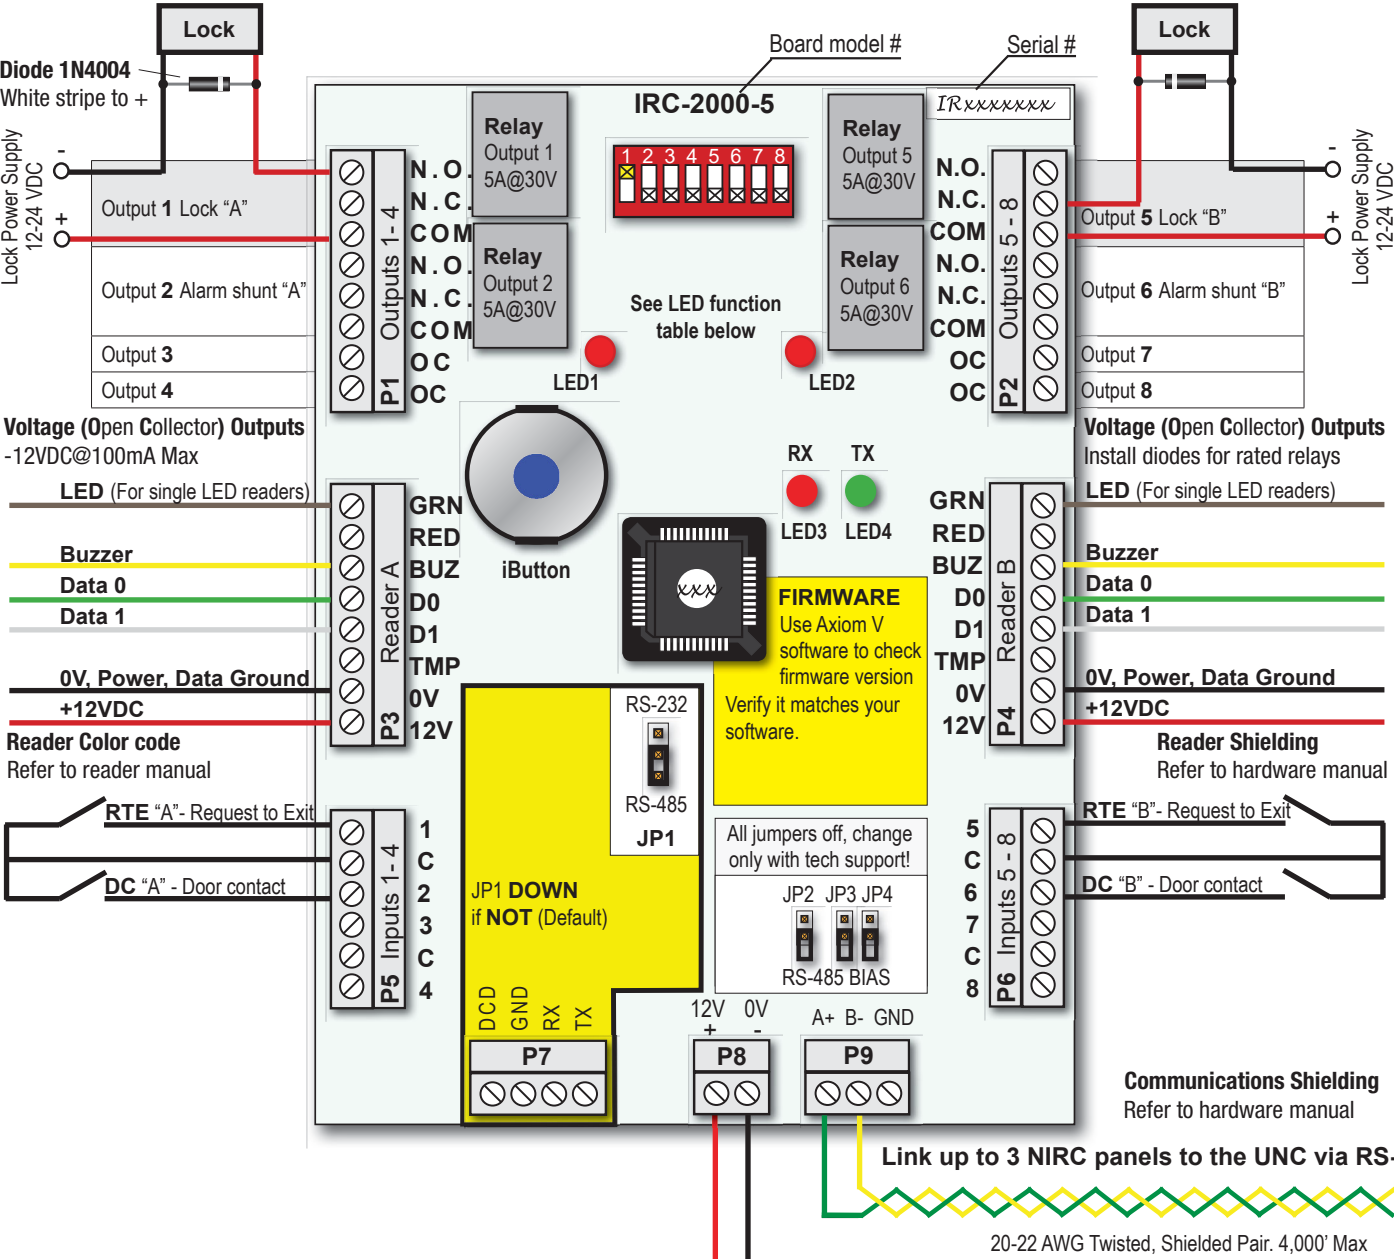 Lock
Lock
Board model #
Serial #
Diode 1N4004
White stripe to +
IRC-2000-5
IRxxxxxxx
Lock Power Supply
12-24 VDC
-
+
Output 1 Lock "A"
Output 2 Alarm shunt "A"
Output 3
Output 4
P1 Outputs 1- 4
N.O.
N.C.
COM
N.O.
N.C.
COM
OC
OC
Relay
Output 1
5A@30V
Relay
Output 2
5A@30V
1 2 3 4 5 6 7 8
See LED function
table below
LED1
LED2
Relay
Output 5
5A@30V
Relay
Output 6
5A@30V
N.O.
N.C.
COM
N.O.
N.C.
COM
OC
OC
P2 Outputs 5 - 8
Output 5 Lock "B"
Output 6 Alarm shunt "B"
Output 7
Output 8
-
+
Lock Power Supply
12-24 VDC
Voltage (Open Collector) Outputs
-12VDC@100mA Max
Voltage (Open Collector) Outputs
Install diodes for rated relays
LED (For single LED readers)
Buzzer
Data 0
Data 1
0V, Power, Data Ground
+12VDC
Reader Color code
Refer to reader manual
P3 Reader A
GRN
RED
BUZ
D0
D1
TMP
0V
12V
iButton
RX TX
LED3 LED4
xxx
FIRMWARE
Use Axiom V
software to check
firmware version
Verify it matches your
software.
GRN
RED
BUZ
D0
D1
TMP
0V
12V
P4 Reader B
LED (For single LED readers)
Buzzer
Data 0
Data 1
0V, Power, Data Ground
+12VDC
Reader Shielding
Refer to hardware manual
RS-232
RS-485
JP1
RTE "A"- Request to Exit
DC "A" - Door contact
P5 Inputs 1- 4
1
C
2
3
C
4
JP1 DOWN
if NOT (Default)
All jumpers off, change
only with tech support!
JP2 JP3 JP4
RS-485 BIAS
5
C
6
7
C
8
P6 Inputs 5 - 8
RTE "B"- Request to Exit
DC "B" - Door contact
DCD
GND
RX
TX
P7
12V 0V
+ -
P8
A+ B- GND
P9
Communications Shielding
Refer to hardware manual
Link up to 3 NIRC panels to the UNC via RS-
20-22 AWG Twisted, Shielded Pair. 4,000' Max